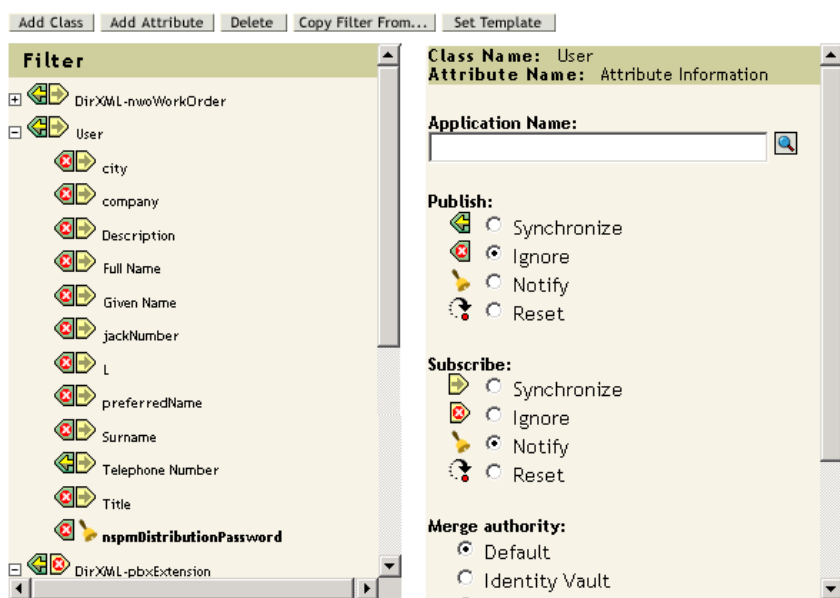 Add Class Add Attribute Delete Copy Filter From... Set Template
Filter
DirXML-nwoWorkOrder
User
city
company
Description
Full Name
Given Name
jackNumber
L
preferredName
Surname
Telephone Number
Title
nspmDistributionPassword
DirXML-pbxExtension
Class Name: User
Attribute Name: Attribute Information
Application Name:
Publish:
Synchronize
Ignore
Notify
Reset
Subscribe:
Synchronize
Ignore
Notify
Reset
Merge authority:
Default
Identity Vault